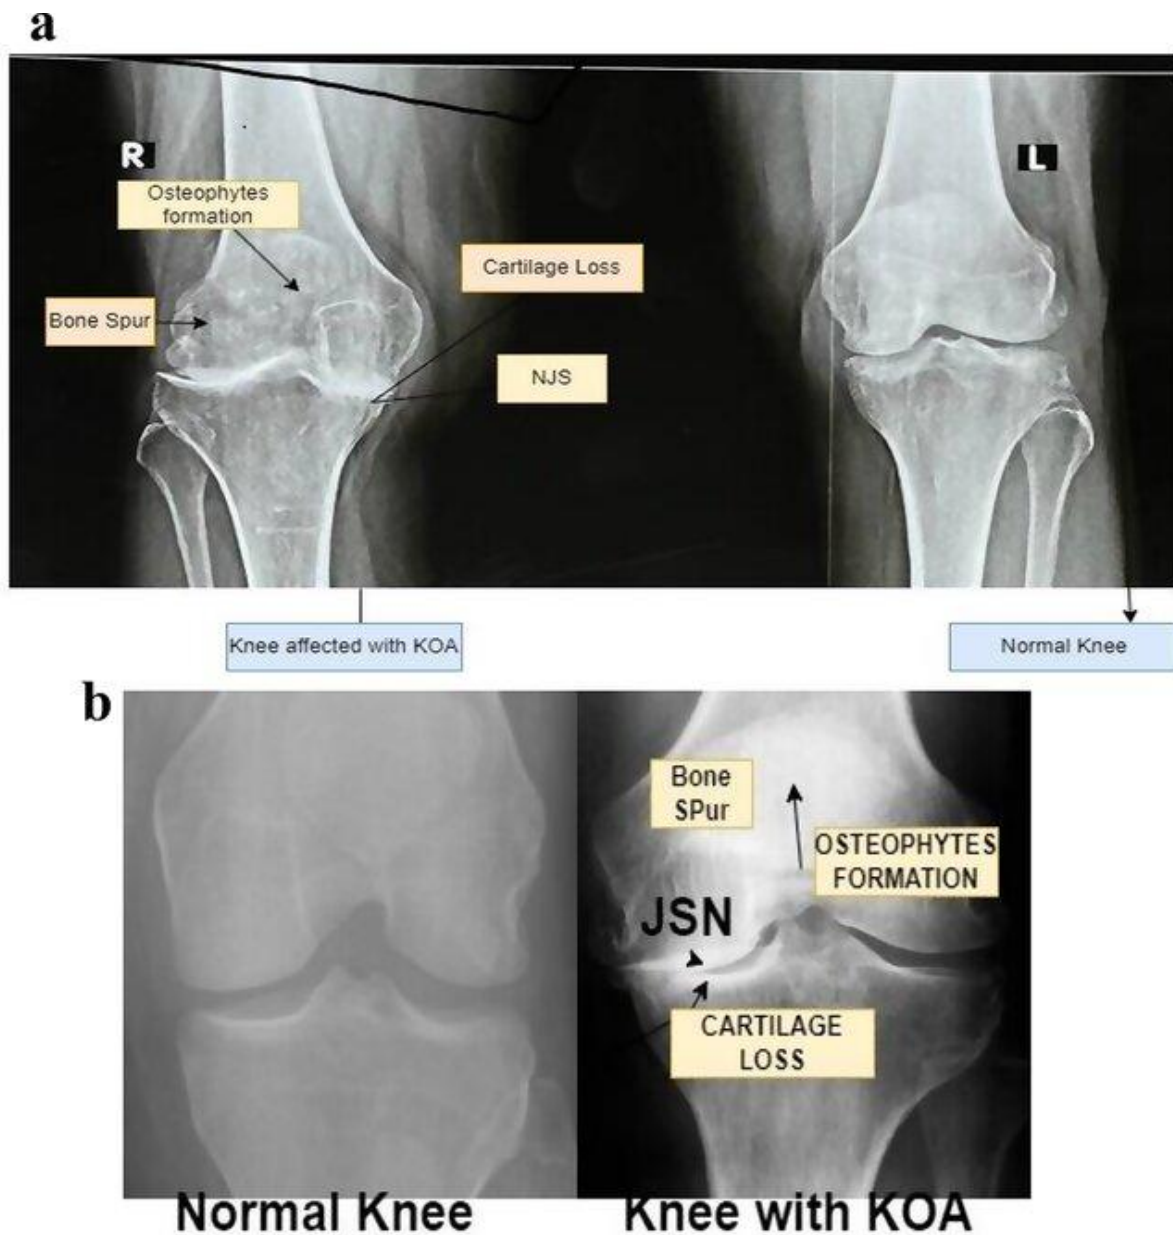 a
R
L
Osteophytes
formation
Cartilage Loss
Bone Spur
NJS
Knee affected with KOA
Normal Knee
b
Bone
SPur
OSTEOPHYTES
FORMATION
JSN
CARTILAGE
LOSS
Normal Knee
Knee with KOA